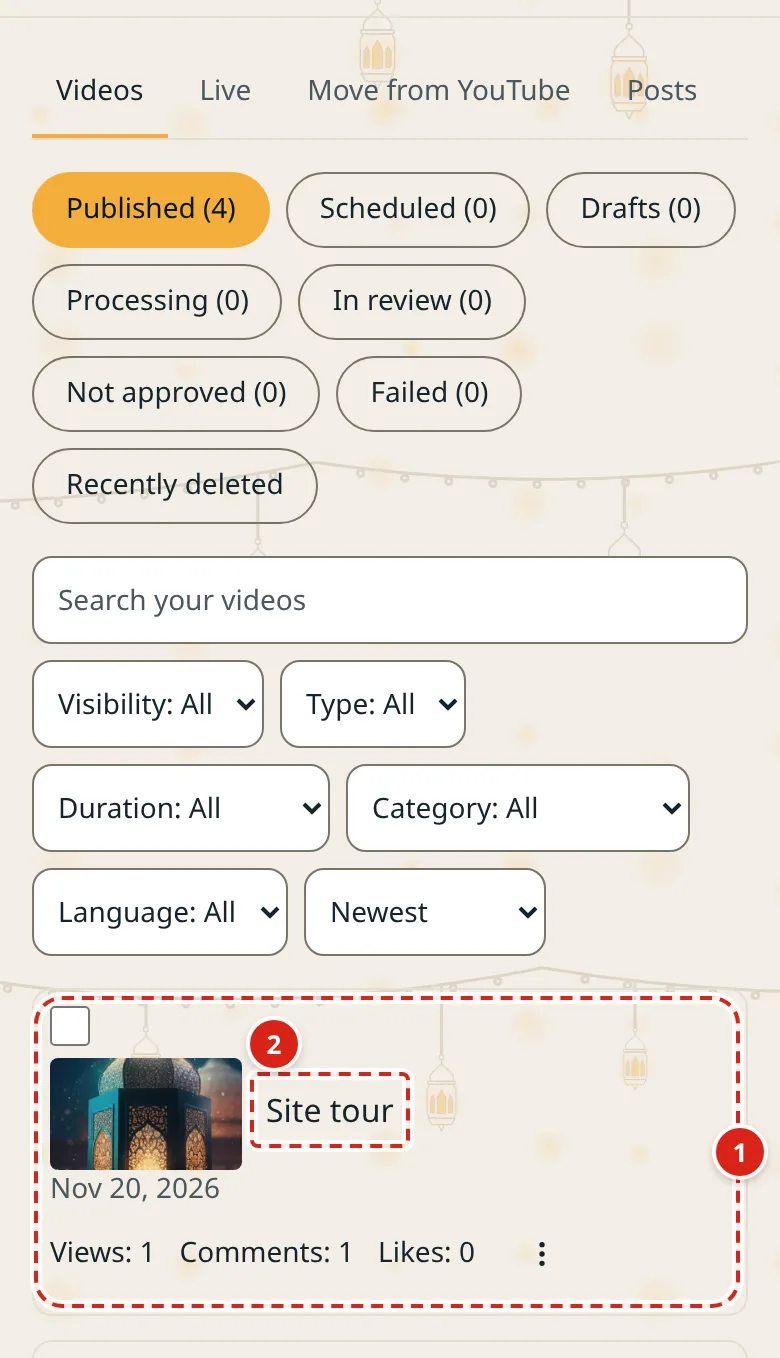 Videos Live Move from YouTube Posts
Published (4) Scheduled (0) Drafts (0)
Processing (0) In review (0)
Not approved (0) Failed (0)
Recently deleted
Search your videos
Visibility: All Type: All
Duration: All Category: All
Language: All Newest
2
Site tour
1
Nov 20, 2026
Views: 1 Comments: 1 Likes: 0